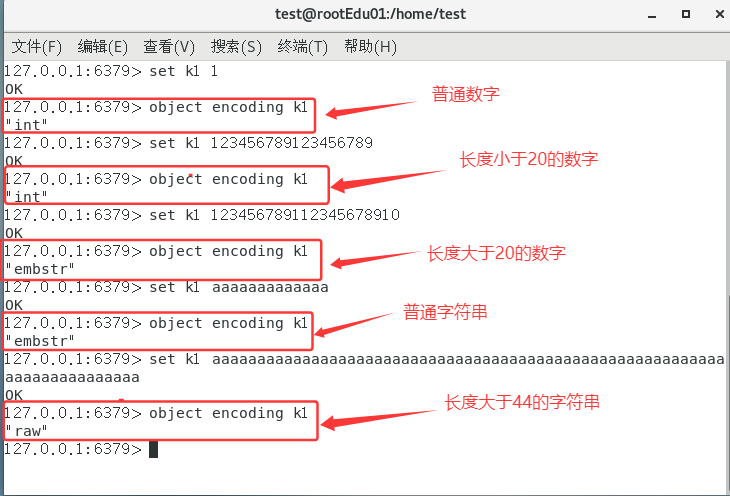 test@rootEdu01:/home/test
文件(F) 编辑(E) 查看(V) 搜索(S) 终端(T) 帮助(H)
127.0.0.1:6379> set k1 1
OK
127.0.0.1:6379> object encoding k1
普通数字
"int"
127.0.0.1:6379> set k1 123456789123456789
OK
长度小于20的数字
127.0.0.1:6379> object encoding k1
"int"
127.0.0.1:6379> set k1 123456789112345678910
OK
127.0.0.1:6379> object encoding k1
长度大于20的数字
"embstr"
127.0.0.1:6379> set k1 aaaaaaaaaaaaa
OK
普通字符串
127.0.0.1:6379> object encoding k1
"embstr"
127.0.0.1:6379> set k1 aaaaaaaaaaaaaaaaaaaaaaaaaaaaaaaaaaaaaaaaaaaaaaaaaaaaaaaaa
aaaaaaaaaaaaaaa
OK
长度大于44的字符串
127.0.0.1:6379> object encoding k1
"raw"
127.0.0.1:6379>